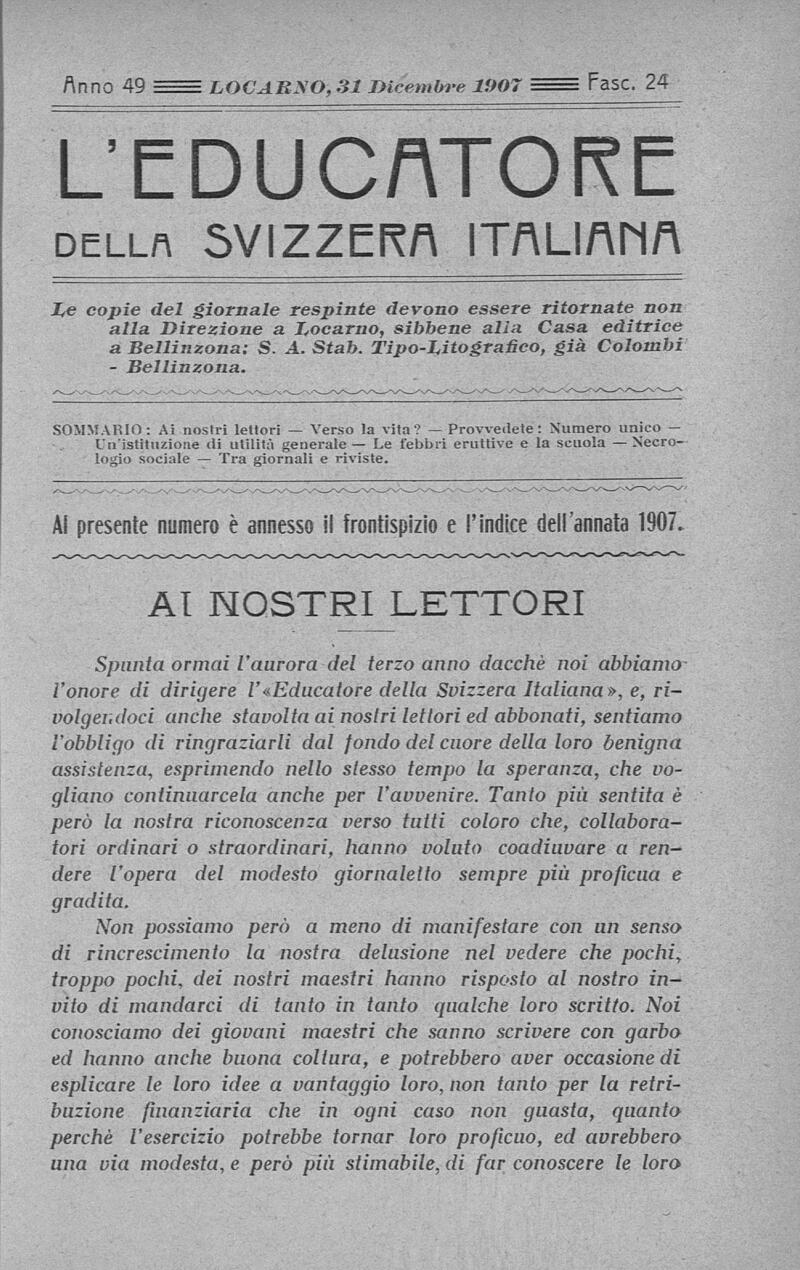 Anno 49 LOCARNO, 31 Dicembre 1907 Fasc. 24
L'EDUCATORE
DELLA SVIZZERA ITALIANA
Le copie del giornale respinte devono essere ritornate non
alla Direzione a Locarno, sibbene alla Casa editrice
a Bellinzona: S. A. Stab. Tipo-Litografico, già Colombi
- Bellinzona.
SOMMARIO: Ai nostri lettori — Verso la vita? — Provvedete: Numero unico —
Un'istituzione di utilità generale — Le febbri eruttive e la scuola — Necro-
logio sociale — Tra giornali e riviste.
Al presente numero è annesso il frontispizio e l'indice dell'annata 1907.
AI NOSTRI LETTORI
Spunta ormai l'aurora del terzo anno dacchè noi abbiamo
l'onore di dirigere l'«Educatore della Svizzera Italiana», e, ri-
volgendoci anche stavolta ai nostri lettori ed abbonati, sentiamo
l'obbligo di ringraziarli dal fondo del cuore della loro benigna
assistenza, esprimendo nello stesso tempo la speranza, che vo-
gliano continuarcela anche per l'avvenire. Tanto più sentita è
però la nostra riconoscenza verso tutti coloro che, collabora-
tori ordinari o straordinari, hanno voluto coadiuvare a ren-
dere l'opera del modesto giornaletto sempre più proficua e
gradita.
Non possiamo però a meno di manifestare con un senso
di rincrescimento la nostra delusione nel vedere che pochi,
troppo pochi, dei nostri maestri hanno risposto al nostro in-
vito di mandarci di tanto in tanto qualche loro scritto. Noi
conosciamo dei giovani maestri che sanno scrivere con garbo
ed hanno anche buona coltura, e potrebbero aver occasione di
esplicare le loro idee a vantaggio loro, non tanto per la retri-
buzione finanziaria che in ogni caso non guasta, quanto
perchè l'esercizio potrebbe tornar loro proficuo, ed avrebbero
una via modesta, e però più stimabile, di far conoscere le loro